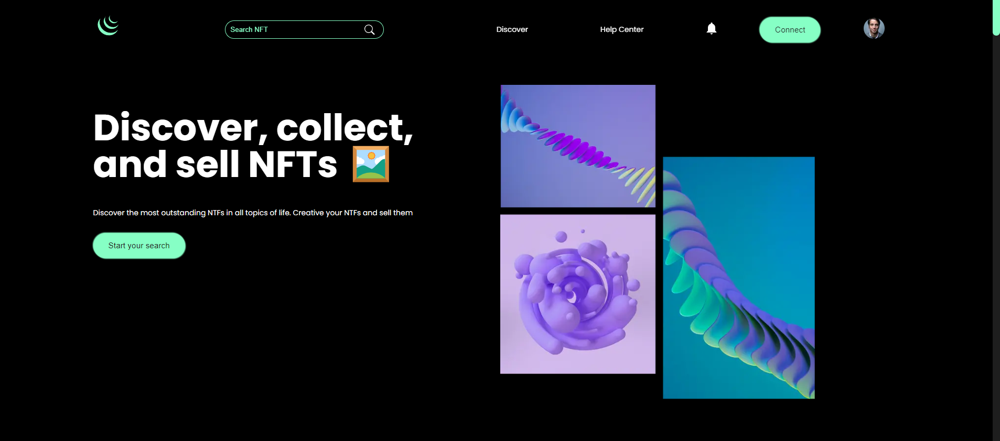 Search NFT
Discover
Help Center
Connect
Discover, collect,
and sell NFTs
Discover the most outstanding NTFs in all topics of life. Creative your NTFs and sell them
Start your search